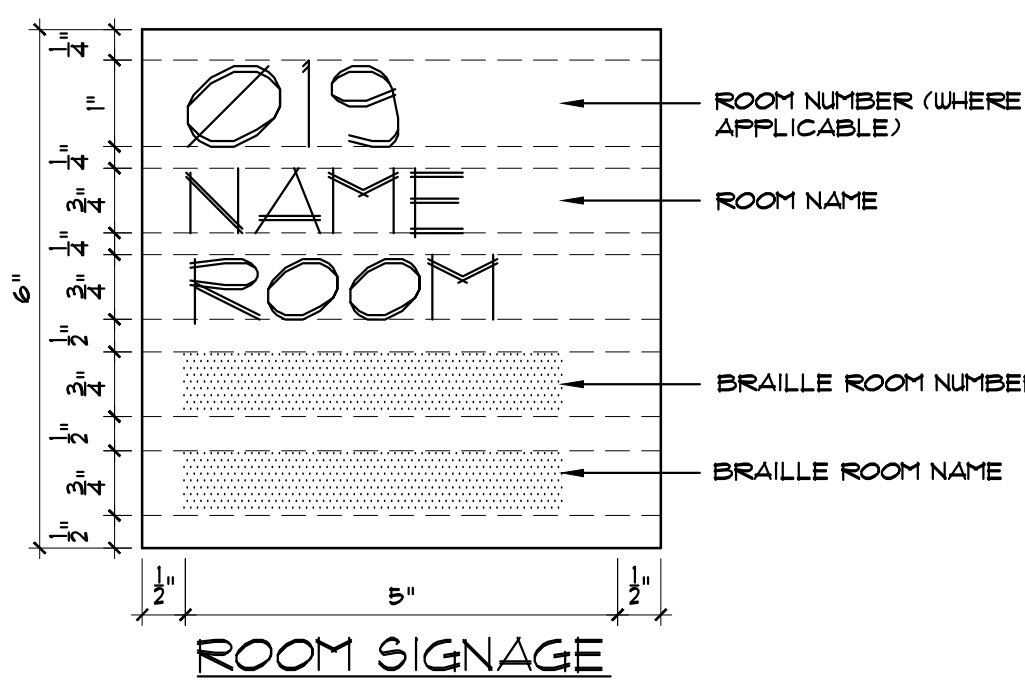 1/4"
1"
1/4"
3/4"
1/4"
3/4"
1/2"
3/4"
1/2"
3/4"
1/2"
6"
019
NAME
ROOM
ROOM NUMBER (WHERE
APPLICABLE)
ROOM NAME
BRAILLE ROOM NUMBER
BRAILLE ROOM NAME
1/2"
5"
1/2"
ROOM SIGNAGE